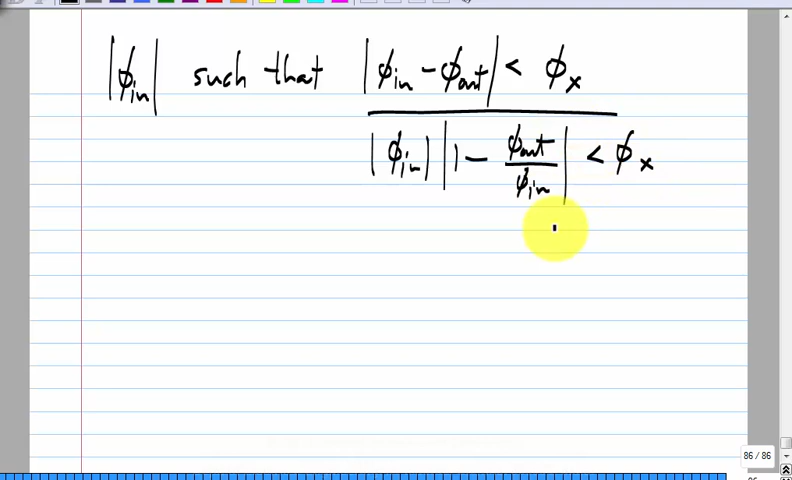 |ϕin| such that |ϕin − ϕout| < ϕx
|ϕin| |1 − ϕout/ϕin| < ϕx
86 / 86